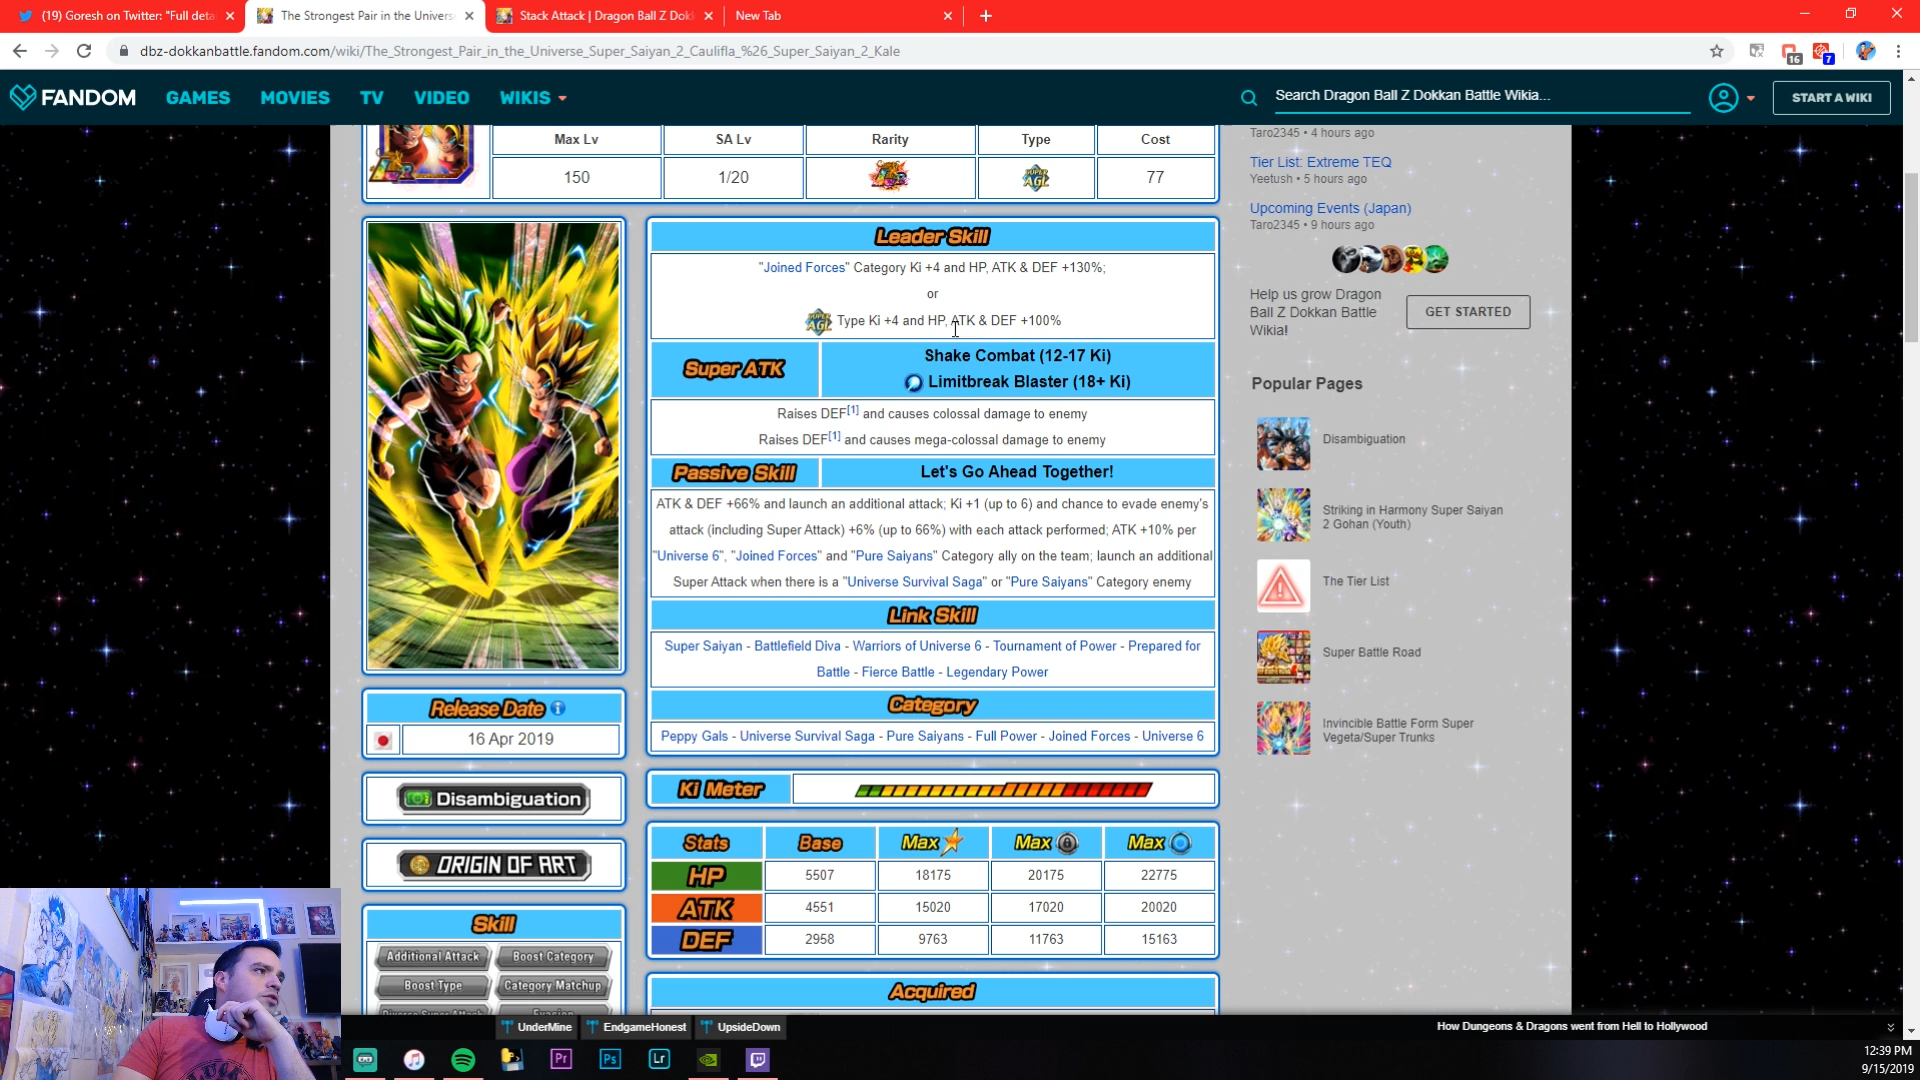 (19) Goresh on Twitter: "Full deta
The Strongest Pair in the Univers
Stack Attack | Dragon Ball Z Dok
New Tab
dbz-dokkanbattle.fandom.com/wiki/The_Strongest_Pair_in_the_Universe_Super_Saiyan_2_Caulifla_%26_Super_Saiyan_2_Kale
16
7
FANDOM
GAMES
MOVIES
TV
VIDEO
WIKIS
Search Dragon Ball Z Dokkan Battle Wikia...
START A WIKI
Max Lv
SA Lv
Rarity
Type
Cost
150
1/20
SUPER AGL
77
Leader Skill
"Joined Forces" Category Ki +4 and HP, ATK & DEF +130%;
or
SUPER AGL Type Ki +4 and HP, ATK & DEF +100%
Super ATK
Shake Combat (12-17 Ki)
Limitbreak Blaster (18+ Ki)
Raises DEF[1] and causes colossal damage to enemy
Raises DEF[1] and causes mega-colossal damage to enemy
Passive Skill
Let's Go Ahead Together!
ATK & DEF +66% and launch an additional attack; Ki +1 (up to 6) and chance to evade enemy's
attack (including Super Attack) +6% (up to 66%) with each attack performed; ATK +10% per
"Universe 6", "Joined Forces" and "Pure Saiyans" Category ally on the team; launch an additional
Super Attack when there is a "Universe Survival Saga" or "Pure Saiyans" Category enemy
Link Skill
Super Saiyan - Battlefield Diva - Warriors of Universe 6 - Tournament of Power - Prepared for
Battle - Fierce Battle - Legendary Power
Category
Peppy Gals - Universe Survival Saga - Pure Saiyans - Full Power - Joined Forces - Universe 6
Ki Meter
Stats
Base
Max
Max
Max
HP
5507
18175
20175
22775
ATK
4551
15020
17020
20020
DEF
2958
9763
11763
15163
Acquired
Release Date
16 Apr 2019
Disambiguation
ORIGIN OF ART
Skill
Additional Attack
Boost Category
Boost Type
Category Matchup
Taro2345 • 4 hours ago
Tier List: Extreme TEQ
Yeetush • 5 hours ago
Upcoming Events (Japan)
Taro2345 • 9 hours ago
Help us grow Dragon
Ball Z Dokkan Battle
Wikia!
GET STARTED
Popular Pages
Disambiguation
Striking in Harmony Super Saiyan
2 Gohan (Youth)
The Tier List
Super Battle Road
Invincible Battle Form Super
Vegeta/Super Trunks
UnderMine
EndgameHonest
UpsideDown
How Dungeons & Dragons went from Hell to Hollywood
Pr
Ps
Lr
12:39 PM
9/15/2019